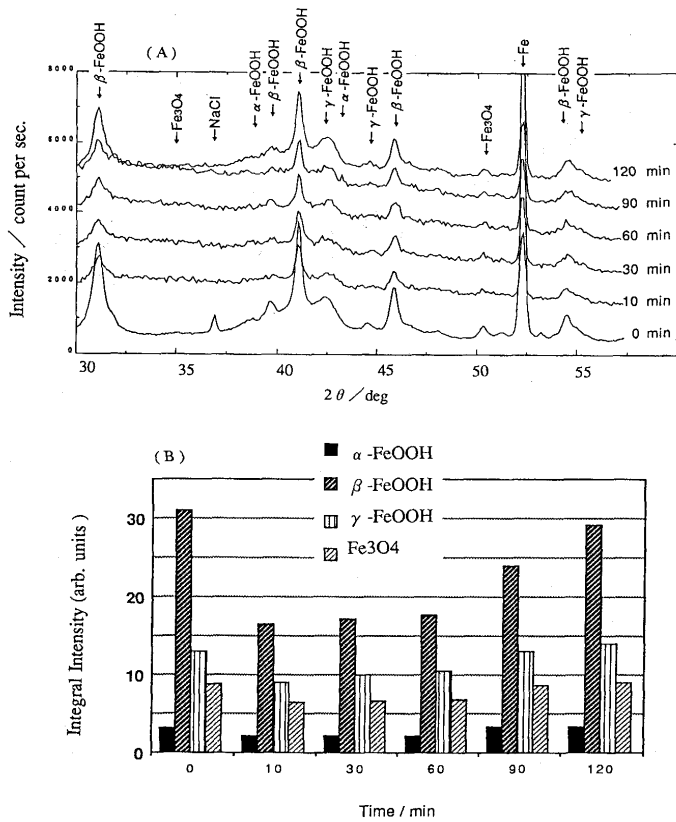 ( A )
β-FeOOH
Fe3O4
NaCl
α-FeOOH
β-FeOOH
β-FeOOH
γ-FeOOH
α-FeOOH
γ-FeOOH
β-FeOOH
Fe3O4
Fe
β-FeOOH
γ-FeOOH
8000
6000
4000
2000
0
Intensity / count per sec.
120 min
90 min
60 min
30 min
10 min
0 min
30 35 40 45 50 55
2 θ / deg
( B )
α-FeOOH
β-FeOOH
γ-FeOOH
Fe3O4
Integral Intensity (arb. units)
30
20
10
0
0 10 30 60 90 120
Time / min